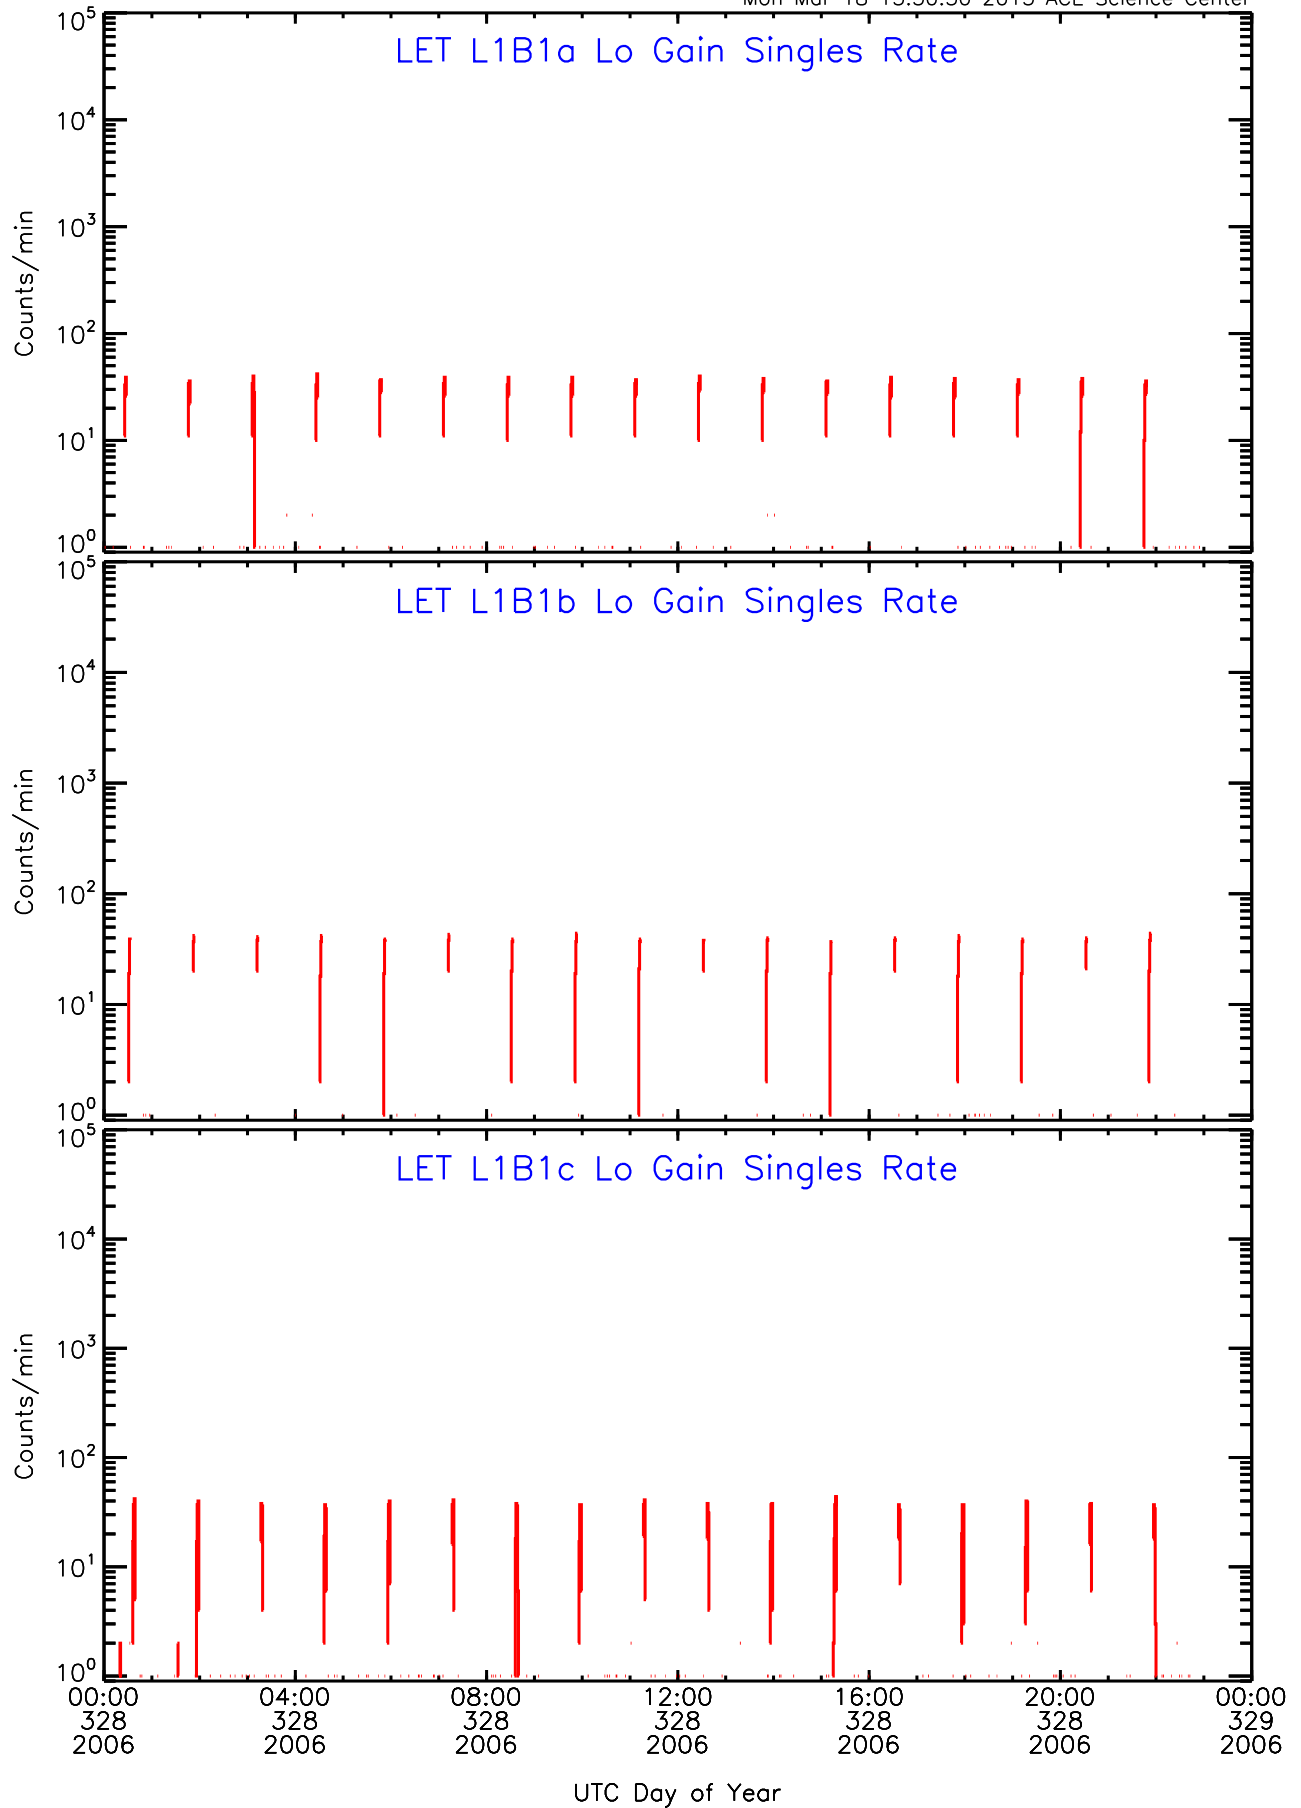 LET L1B1a Lo Gain Singles Rate
10^5
10^4
10^3
10^2
10^1
10^0
Counts/min
LET L1B1b Lo Gain Singles Rate
10^5
10^4
10^3
10^2
10^1
10^0
Counts/min
LET L1B1c Lo Gain Singles Rate
10^5
10^4
10^3
10^2
10^1
10^0
Counts/min
00:00 04:00 08:00 12:00 16:00 20:00 00:00
328 328 328 328 328 328 329
2006 2006 2006 2006 2006 2006 2006
UTC Day of Year